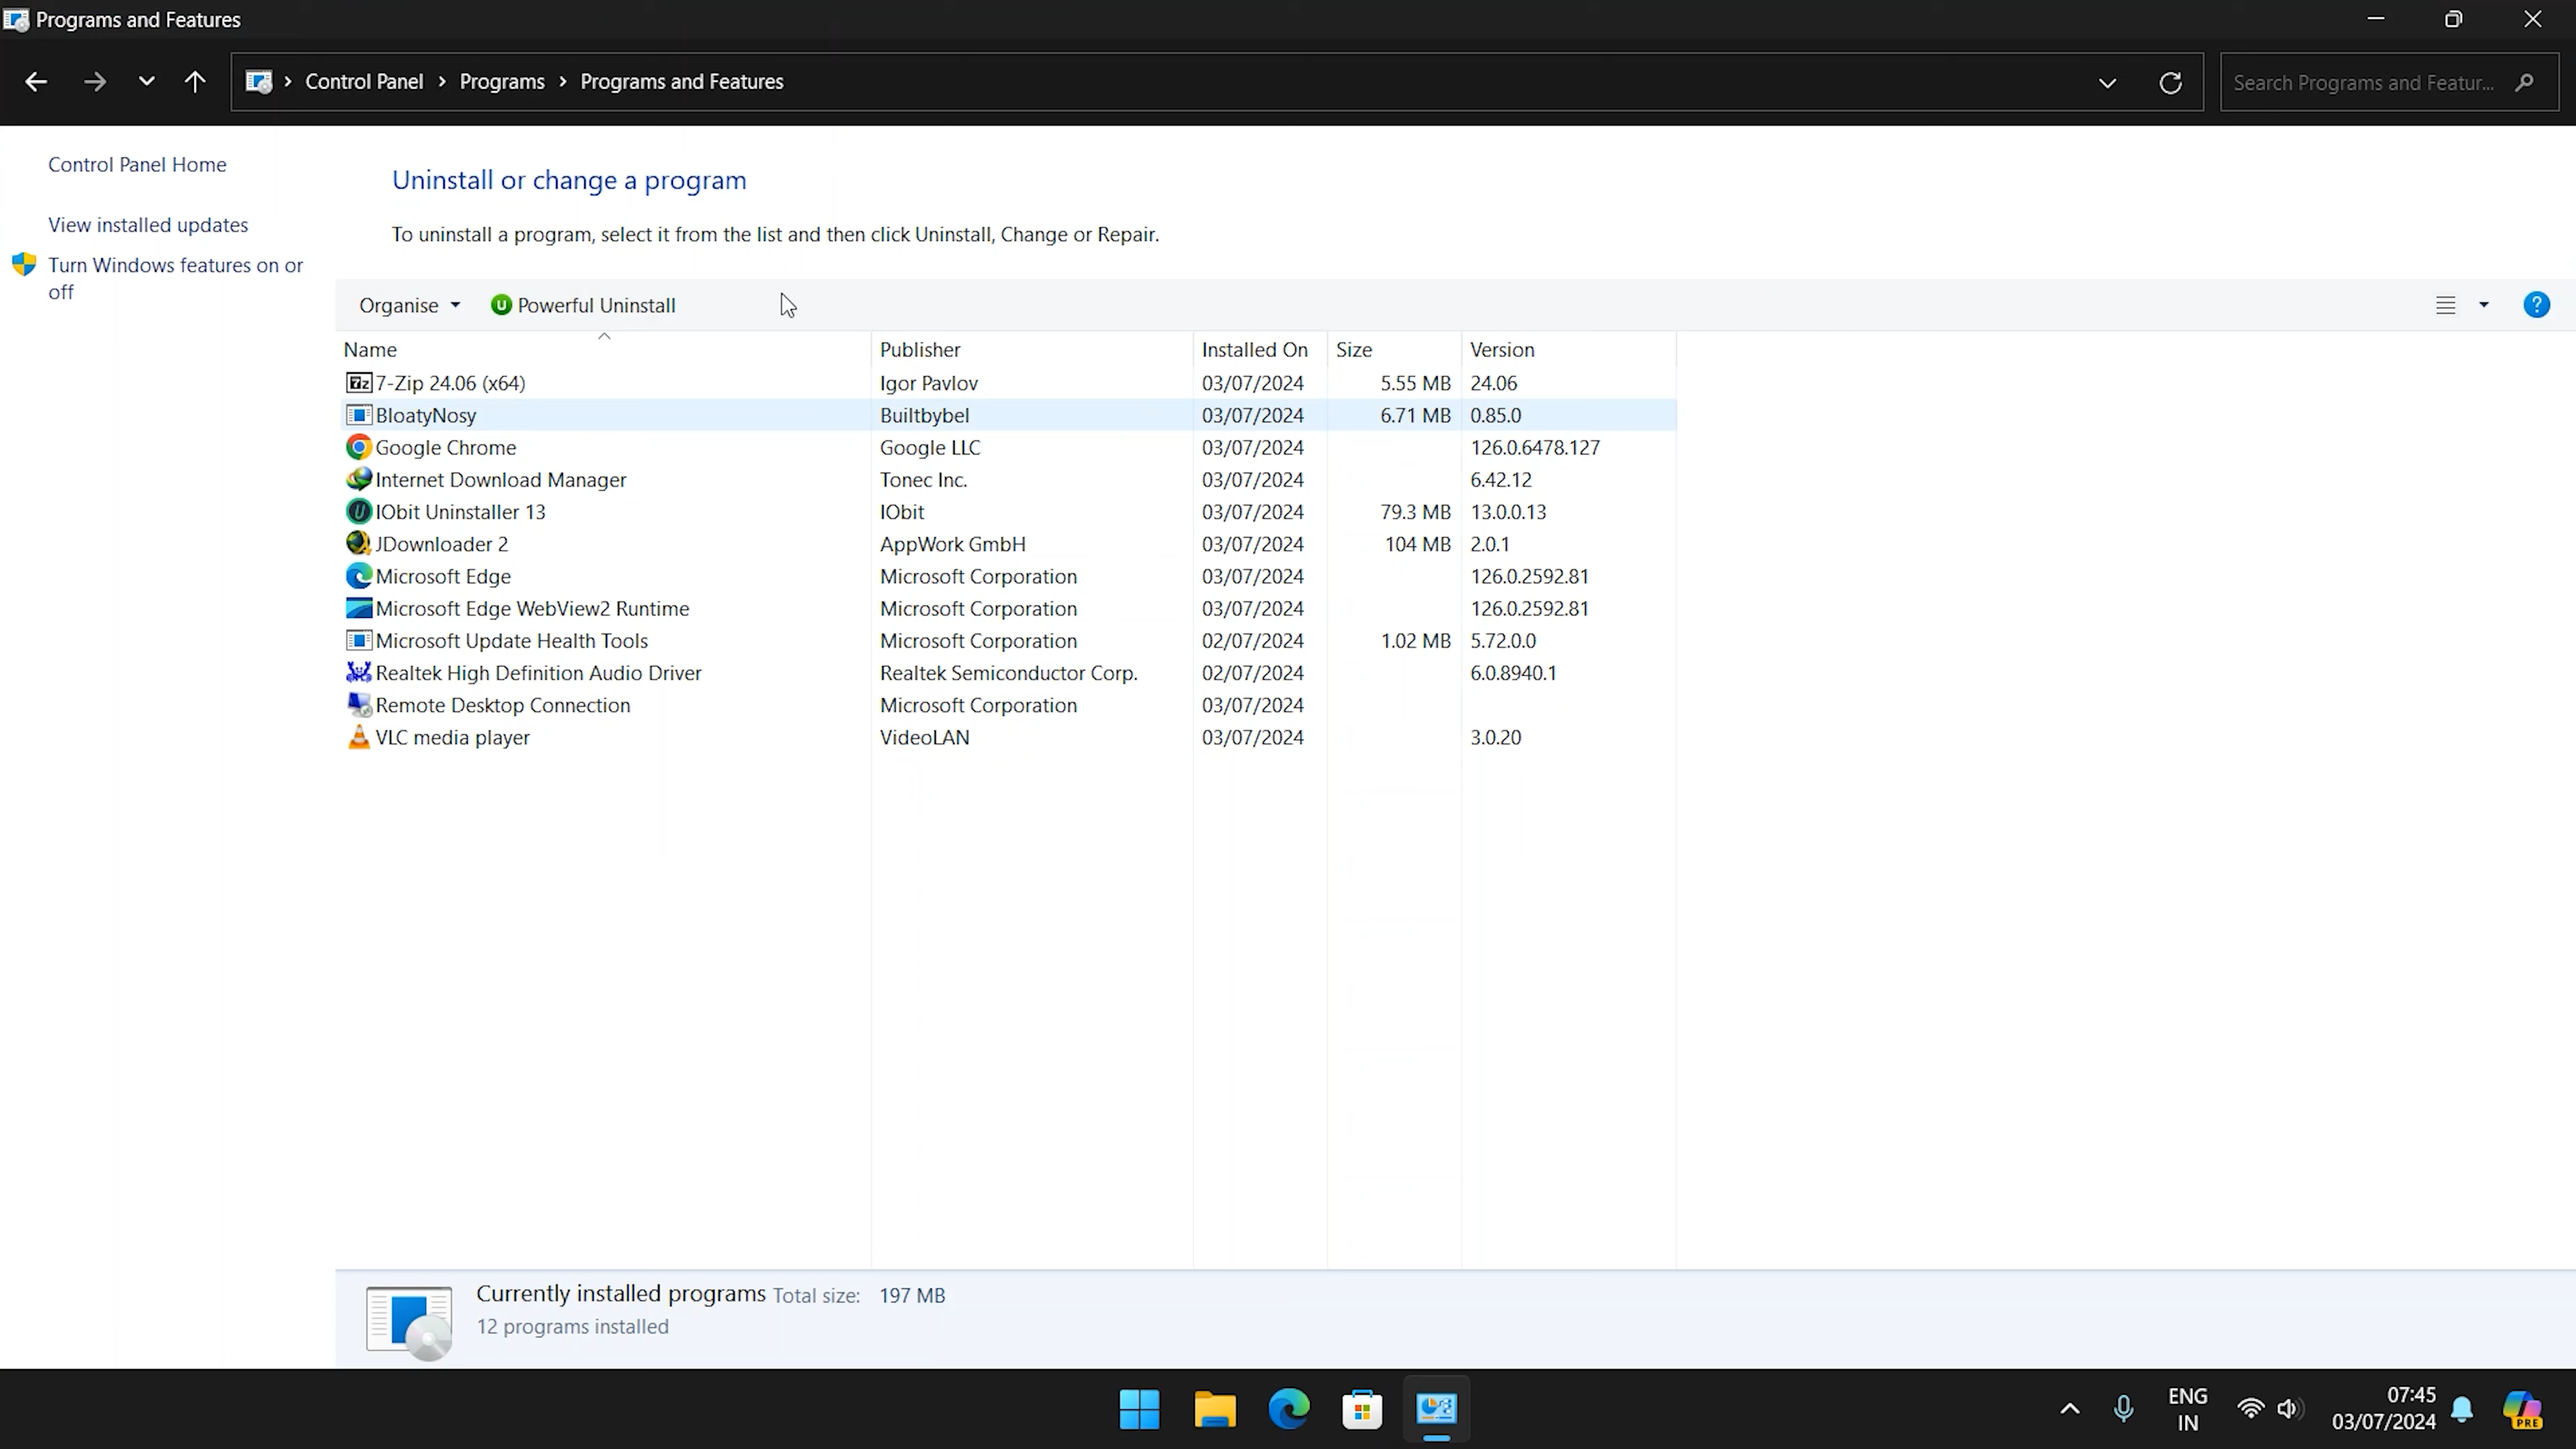 Programs and Features
Control Panel > Programs > Programs and Features
Search Programs and Featur...
Control Panel Home
View installed updates
Turn Windows features on or
off
Uninstall or change a program
To uninstall a program, select it from the list and then click Uninstall, Change or Repair.
Organise U Powerful Uninstall ?
Name Publisher Installed On Size Version
7z 7-Zip 24.06 (x64) Igor Pavlov 03/07/2024 5.55 MB 24.06
BloatyNosy Builtbybel 03/07/2024 6.71 MB 0.85.0
Google Chrome Google LLC 03/07/2024 126.0.6478.127
Internet Download Manager Tonec Inc. 03/07/2024 6.42.12
IObit Uninstaller 13 IObit 03/07/2024 79.3 MB 13.0.0.13
JDownloader 2 AppWork GmbH 03/07/2024 104 MB 2.0.1
Microsoft Edge Microsoft Corporation 03/07/2024 126.0.2592.81
Microsoft Edge WebView2 Runtime Microsoft Corporation 03/07/2024 126.0.2592.81
Microsoft Update Health Tools Microsoft Corporation 02/07/2024 1.02 MB 5.72.0.0
Realtek High Definition Audio Driver Realtek Semiconductor Corp. 02/07/2024 6.0.8940.1
Remote Desktop Connection Microsoft Corporation 03/07/2024
VLC media player VideoLAN 03/07/2024 3.0.20
Currently installed programs Total size: 197 MB
12 programs installed
ENG 07:45
IN 03/07/2024 PRE